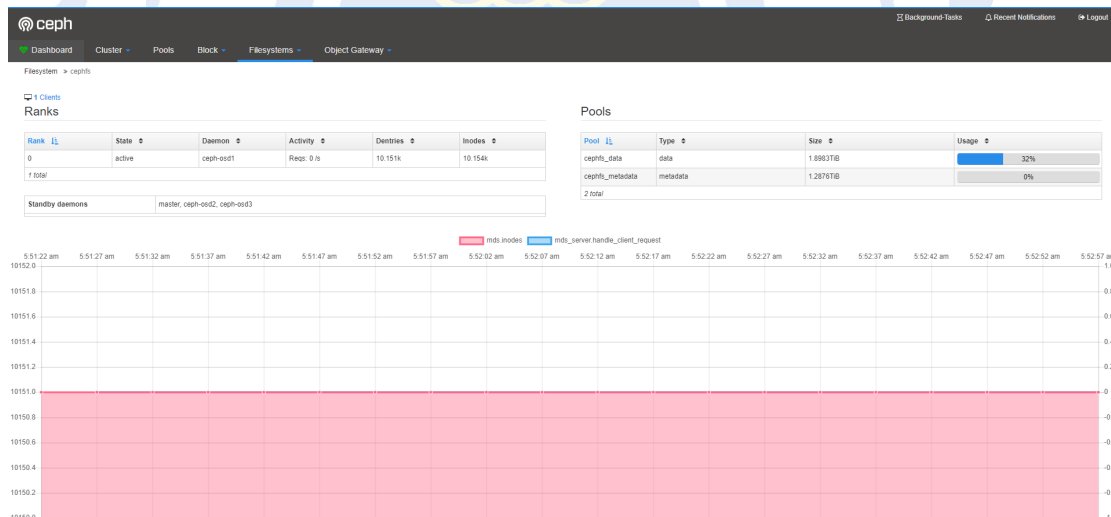 ceph
Background-Tasks Recent Notifications Logout
Dashboard Cluster Pools Block Filesystems Object Gateway
Filesystem » cephfs
1 Clients
Ranks
Rank State Daemon Activity Dentries Inodes
0 active ceph-osd1 Reqs: 0 /s 10.151k 10.154k
1 total
Standby daemons master, ceph-osd2, ceph-osd3
Pools
Pool Type Size Usage
cephfs_data data 1.8983TiB 32%
cephfs_metadata metadata 1.2876TiB 0%
2 total
mds.inodes mds_server.handle_client_request
5:51:22 am 5:51:27 am 5:51:32 am 5:51:37 am 5:51:42 am 5:51:47 am 5:51:52 am 5:51:57 am 5:52:02 am 5:52:07 am 5:52:12 am 5:52:17 am 5:52:22 am 5:52:27 am 5:52:32 am 5:52:37 am 5:52:42 am 5:52:47 am 5:52:52 am 5:52:57 a
10152.0
10151.8
10151.6
10151.4
10151.2
10151.0 0
10150.8
10150.6
10150.4
10150.2